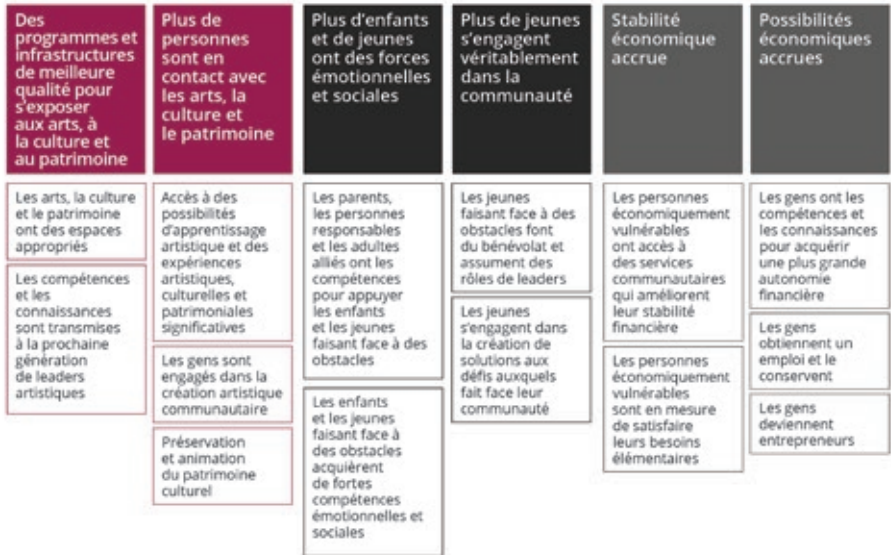 Des
programmes et
infrastructures
de meilleure
qualité pour
s'exposer
aux arts, à
la culture et
au patrimoine
Les arts, la culture
et le patrimoine
ont des espaces
appropriés
Les compétences
et les
connaissances
sont transmises
à la prochaine
génération
de leaders
artistiques
Plus de
personnes
sont en
contact avec
les arts, la
culture et
le patrimoine
Accès à des
possibilités
d'apprentissage
artistique et des
expériences
artistiques,
culturelles et
patrimoniales
significatives
Les gens sont
engagés dans la
création artistique
communautaire
Préservation
et animation
du patrimoine
culturel
Plus d'enfants
et de jeunes
ont des forces
émotionnelles
et sociales
Les parents,
les personnes
responsables
et les adultes
alliés ont les
compétences
pour appuyer
les enfants
et les jeunes
faisant face à des
obstacles
Les enfants
et les jeunes
faisant face à
des obstacles
acquièrent
de fortes
compétences
émotionnelles et
sociales
Plus de jeunes
s'engagent
véritablement
dans la
communauté
Les jeunes
faisant face à des
obstacles font
du bénévolat et
assument des
rôles de leaders
Les jeunes
s'engagent dans
la création de
solutions aux
défis auxquels
fait face leur
communauté
Stabilité
économique
accrue
Les personnes
économiquement
vulnérables
ont accès à
des services
communautaires
qui améliorent
leur stabilité
financière
Les personnes
économiquement
vulnérables
sont en mesure
de satisfaire
leurs besoins
élémentaires
Possibilités
économiques
accrues
Les gens ont les
compétences et
les connaissances
pour acquérir
une plus grande
autonomie
financière
Les gens
obtiennent un
emploi et le
conservent
Les gens
deviennent
entrepreneurs